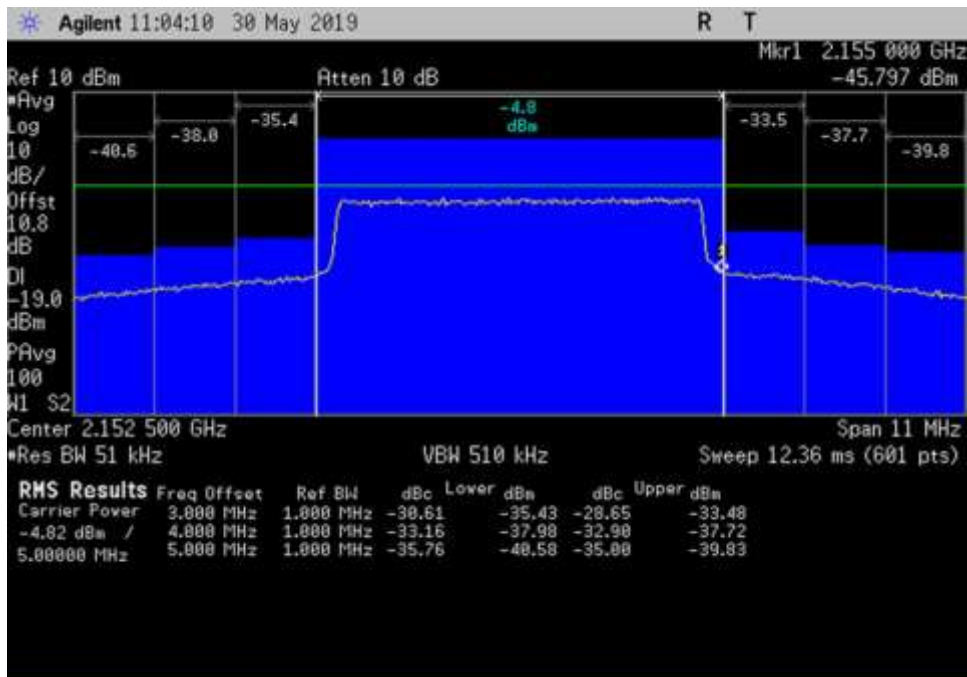 Agilent 11:04:10 30 May 2019 R T
Mkr1 2.155 000 GHz
Ref 10 dBm Atten 10 dB -45.797 dBm
#Avg
Log
10
dB/
Offst
10.8
dB
DI
-19.0
dBm
PAvg
100
W1 S2
-40.6 -38.0 -35.4 -4.8 dBm -33.5 -37.7 -39.8
1
Center 2.152 500 GHz Span 11 MHz
#Res BW 51 kHz VBW 510 kHz Sweep 12.36 ms (601 pts)
RMS Results Freq Offset Ref BW dBc Lower dBm dBc Upper dBm
Carrier Power 3.000 MHz 1.000 MHz -30.61 -35.43 -28.65 -33.48
-4.82 dBm / 4.000 MHz 1.000 MHz -33.16 -37.98 -32.90 -37.72
5.00000 MHz 5.000 MHz 1.000 MHz -35.76 -40.58 -35.00 -39.83